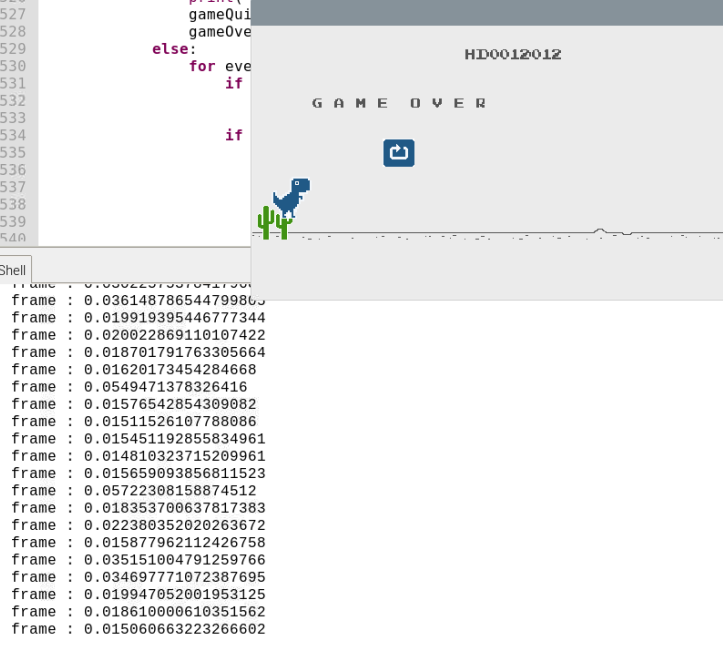 527 gameQui
528 gameOve
529 else:
530 for eve
531 if
532
533
534 if
535
536
537
538
539
540
HD0012012
G A M E O V E R
Shell
frame : 0.036148786544799805
frame : 0.019919395446777344
frame : 0.020022869110107422
frame : 0.018701791763305664
frame : 0.01620173454284668
frame : 0.0549471378326416
frame : 0.01576542854309082
frame : 0.01511526107788086
frame : 0.015451192855834961
frame : 0.014810323715209961
frame : 0.015659093856811523
frame : 0.05722308158874512
frame : 0.018353700637817383
frame : 0.022380352020263672
frame : 0.015877962112426758
frame : 0.035151004791259766
frame : 0.034697771072387695
frame : 0.019947052001953125
frame : 0.018610000610351562
frame : 0.015060663223266602